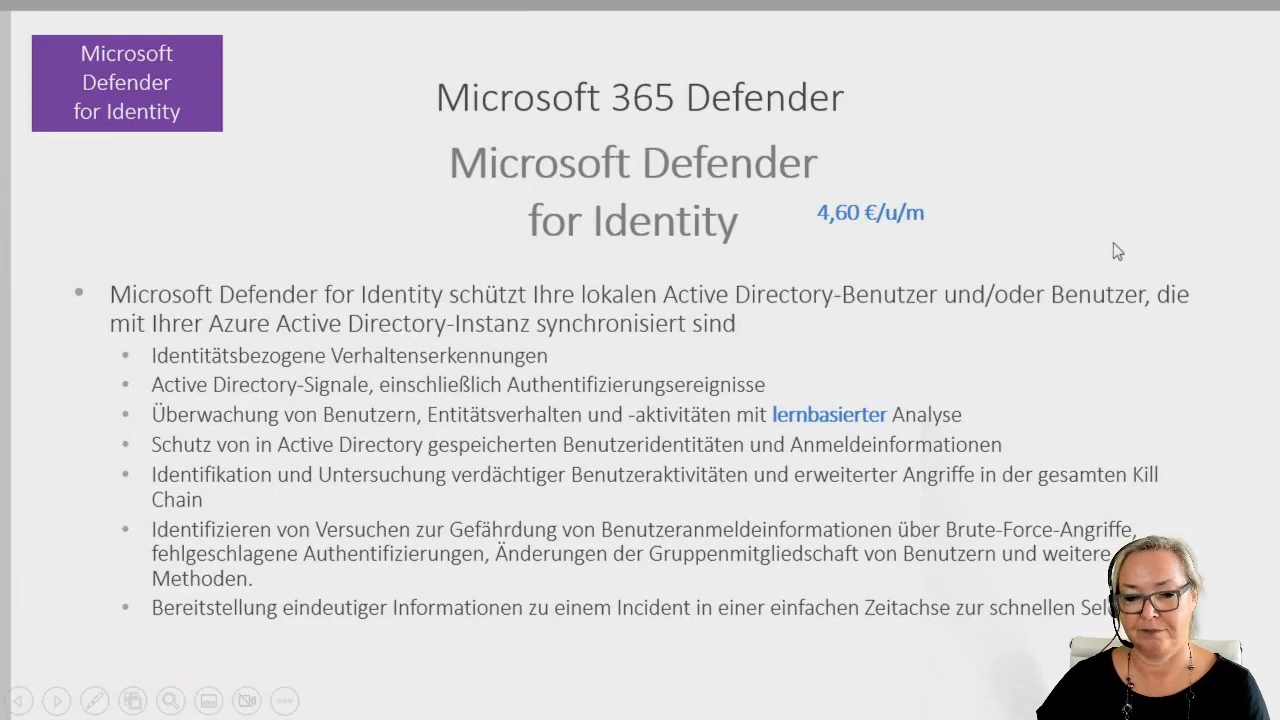 Microsoft
Defender
for Identity
Microsoft 365 Defender
Microsoft Defender
for Identity
4,60 €/u/m
• Microsoft Defender for Identity schützt Ihre lokalen Active Directory-Benutzer und/oder Benutzer, die
mit Ihrer Azure Active Directory-Instanz synchronisiert sind
• Identitätsbezogene Verhaltenserkennungen
• Active Directory-Signale, einschließlich Authentifizierungsereignisse
• Überwachung von Benutzern, Entitätsverhalten und -aktivitäten mit lernbasierter Analyse
• Schutz von in Active Directory gespeicherten Benutzeridentitäten und Anmeldeinformationen
• Identifikation und Untersuchung verdächtiger Benutzeraktivitäten und erweiterter Angriffe in der gesamten Kill
Chain
• Identifizieren von Versuchen zur Gefährdung von Benutzeranmeldeinformationen über Brute-Force-Angriffe,
fehlgeschlagene Authentifizierungen, Änderungen der Gruppenmitgliedschaft von Benutzern und weitere
Methoden.
• Bereitstellung eindeutiger Informationen zu einem Incident in einer einfachen Zeitachse zur schnellen